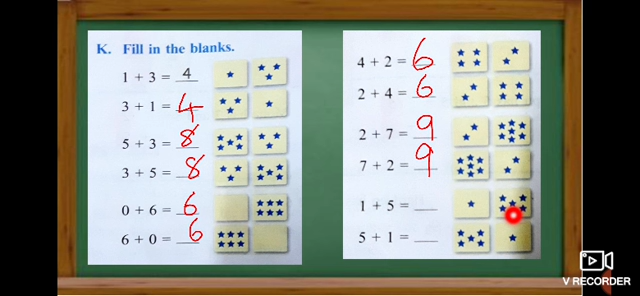 K. Fill in the blanks.
1 + 3 = 4
3 + 1 = 4
5 + 3 = 8
3 + 5 = 8
0 + 6 = 6
6 + 0 = 6
4 + 2 = 6
2 + 4 = 6
2 + 7 = 9
7 + 2 = 9
1 + 5 = __
5 + 1 = __
V RECORDER